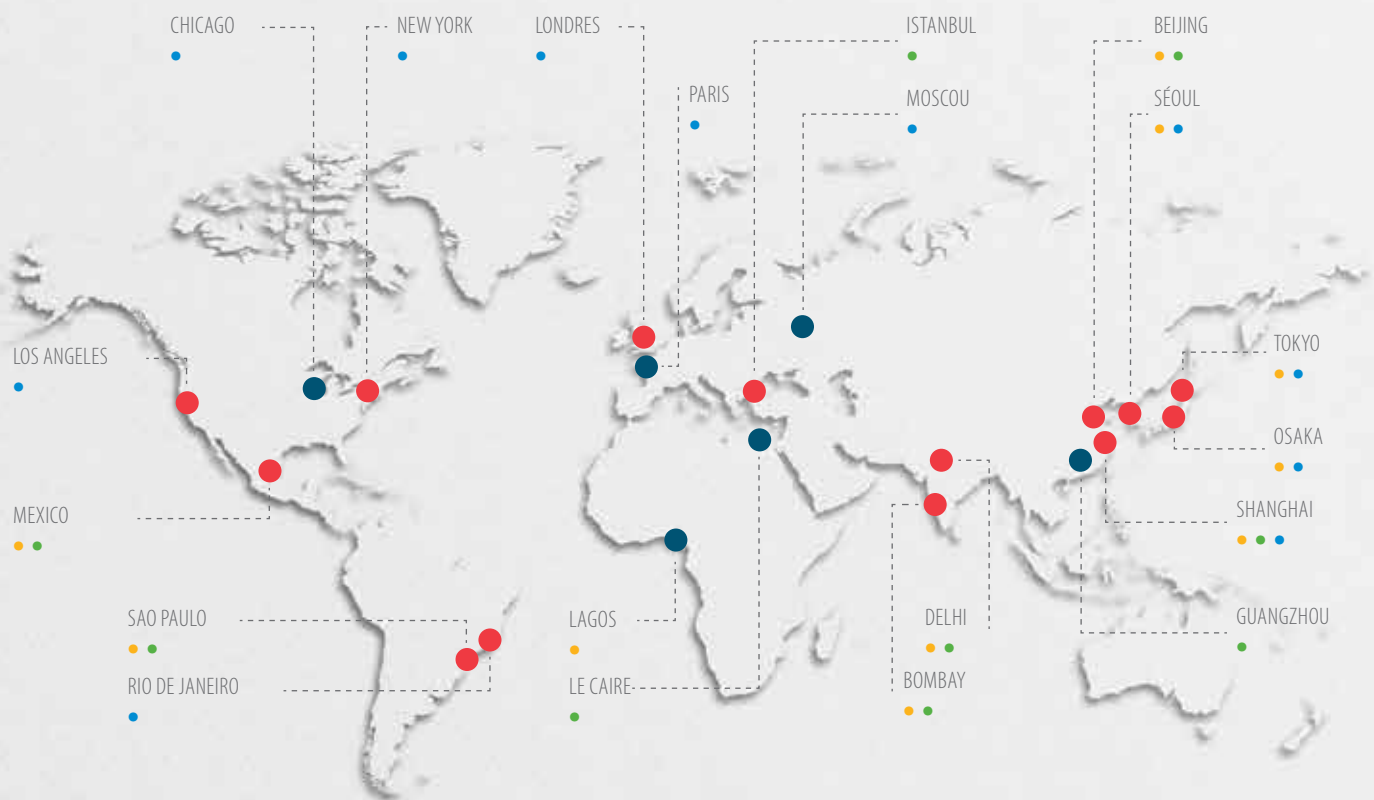 CHICAGO
NEW YORK
LONDRES
ISTANBUL
BEIJING
PARIS
MOSCOU
SÉOUL
LOS ANGELES
TOKYO
OSAKA
MEXICO
SHANGHAI
SAO PAULO
LAGOS
DELHI
GUANGZHOU
RIO DE JANEIRO
LE CAIRE
BOMBAY